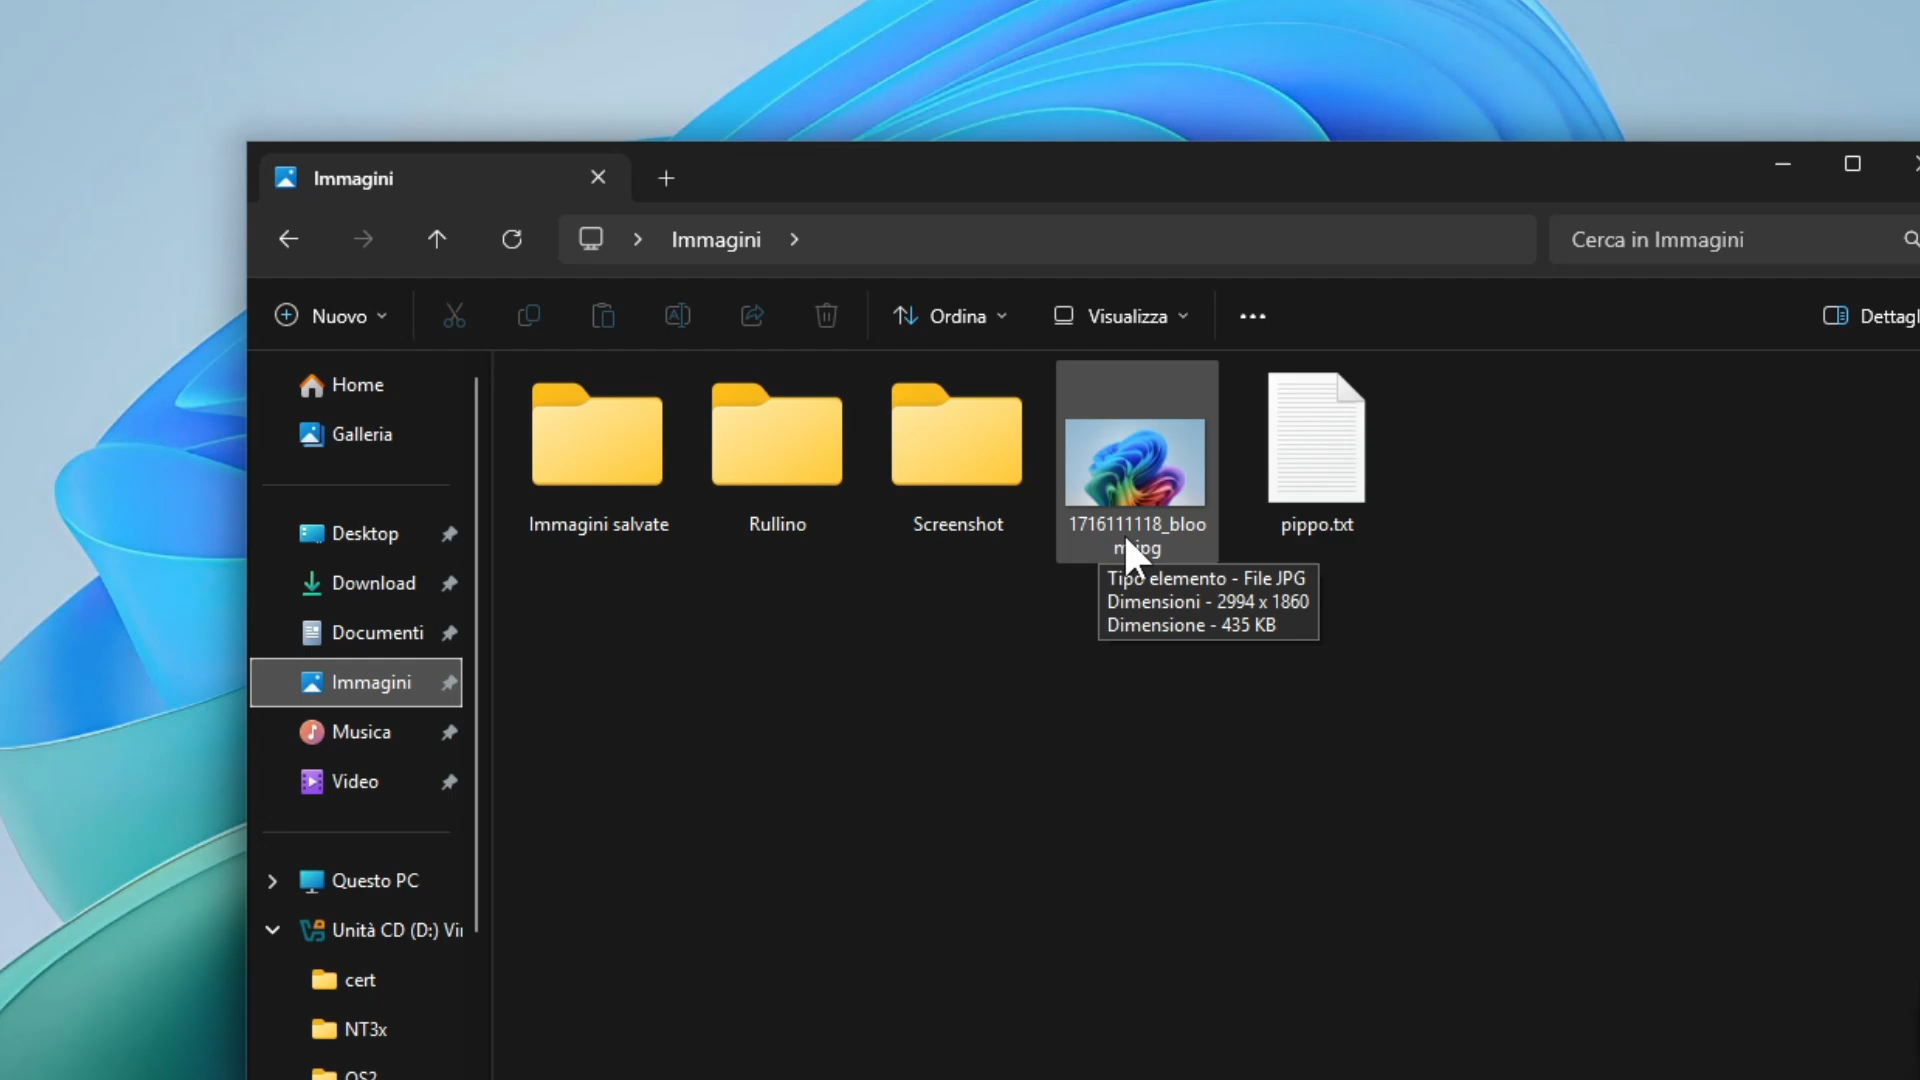 Immagini
Immagini
Cerca in Immagini
Nuovo
Ordina
Visualizza
Home
Galleria
Desktop
Download
Documenti
Immagini
Musica
Video
Questo PC
Unità CD (D:)
cert
NT3x
Immagini salvate
Rullino
Screenshot
1716111118_bloo
pippo.txt
Tipo elemento - File JPG
Dimensioni - 2994 x 1860
Dimensione - 435 KB